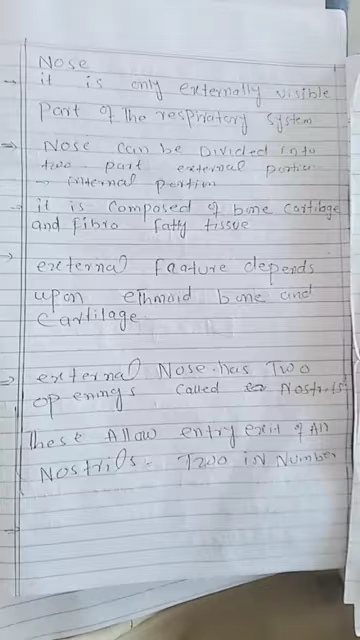 Nose
→ it is only externally visible
Part of the respiratory system
→ Nose can be Divided into
two part external portion
→ internal portion
→ it is composed of bone cartilage
and fibro fatty tissue
→ external feature depends
upon ethmoid bone and
Cartilage
→ external Nose has Two
openings called Nostrils
These Allow entry exit of
Nostrils: Two in Number
→